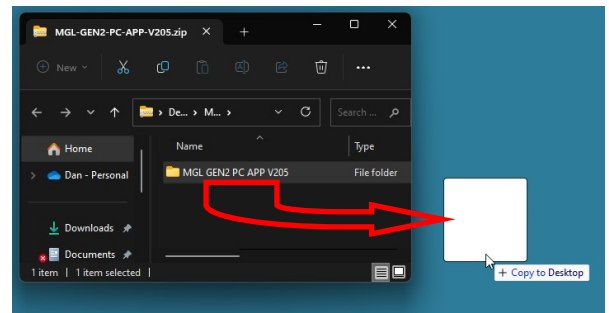 MGL-GEN2-PC-APP-V205.zip
New
De... › M... ›
Search ...
Home
Name
Type
Dan - Personal
MGL GEN2 PC APP V205
File folder
Downloads
Documents
1 item | 1 item selected |
+ Copy to Desktop